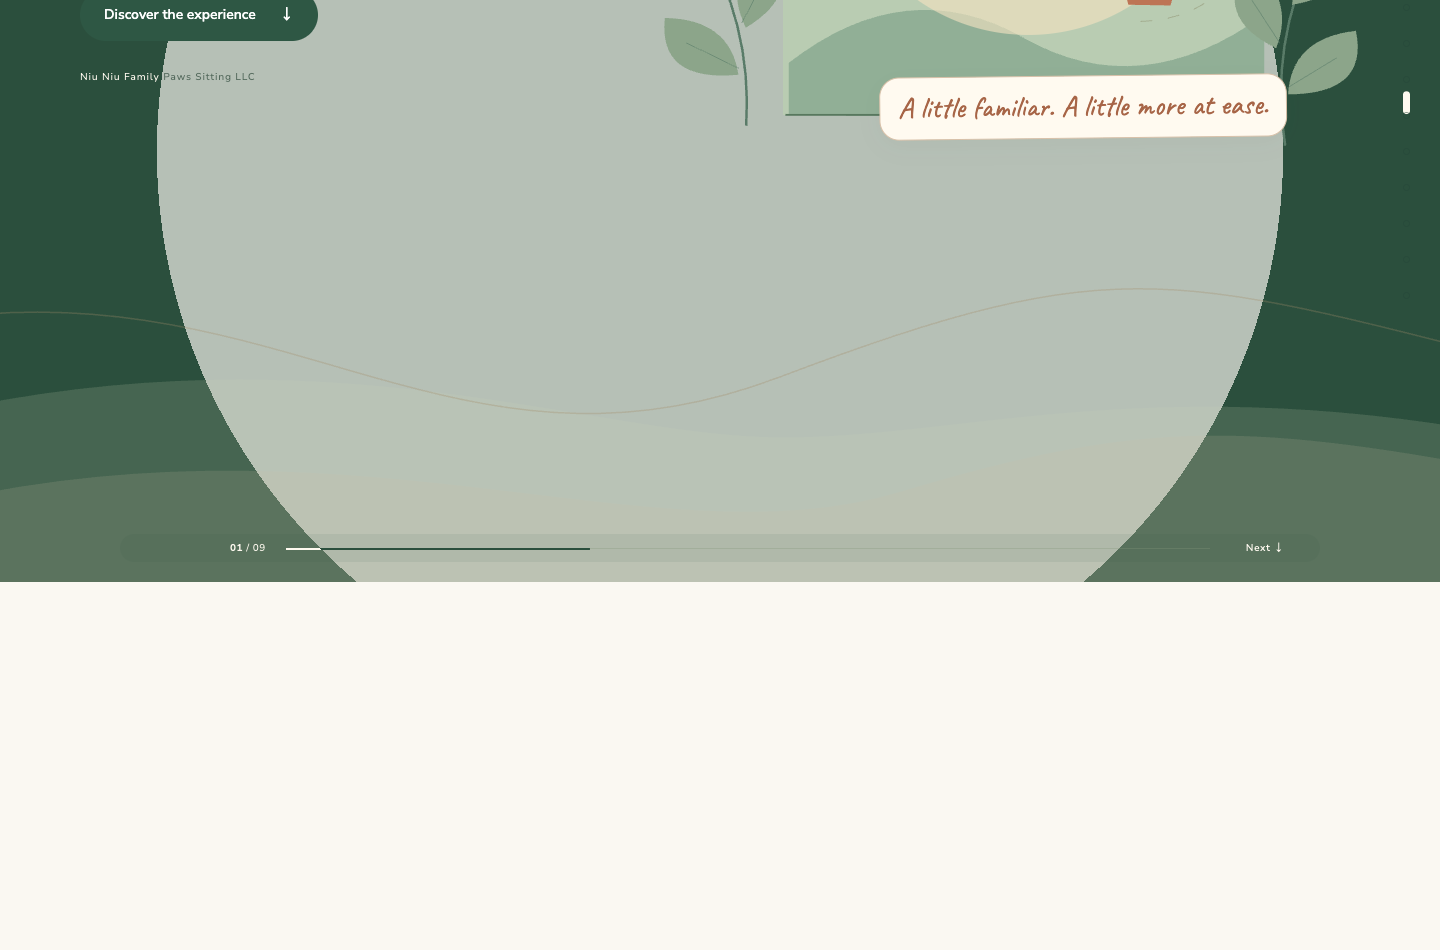 Discover the experience ↓
Niu Niu Family Paws Sitting LLC
A little familiar. A little more at ease.
01 / 09
Next ↓